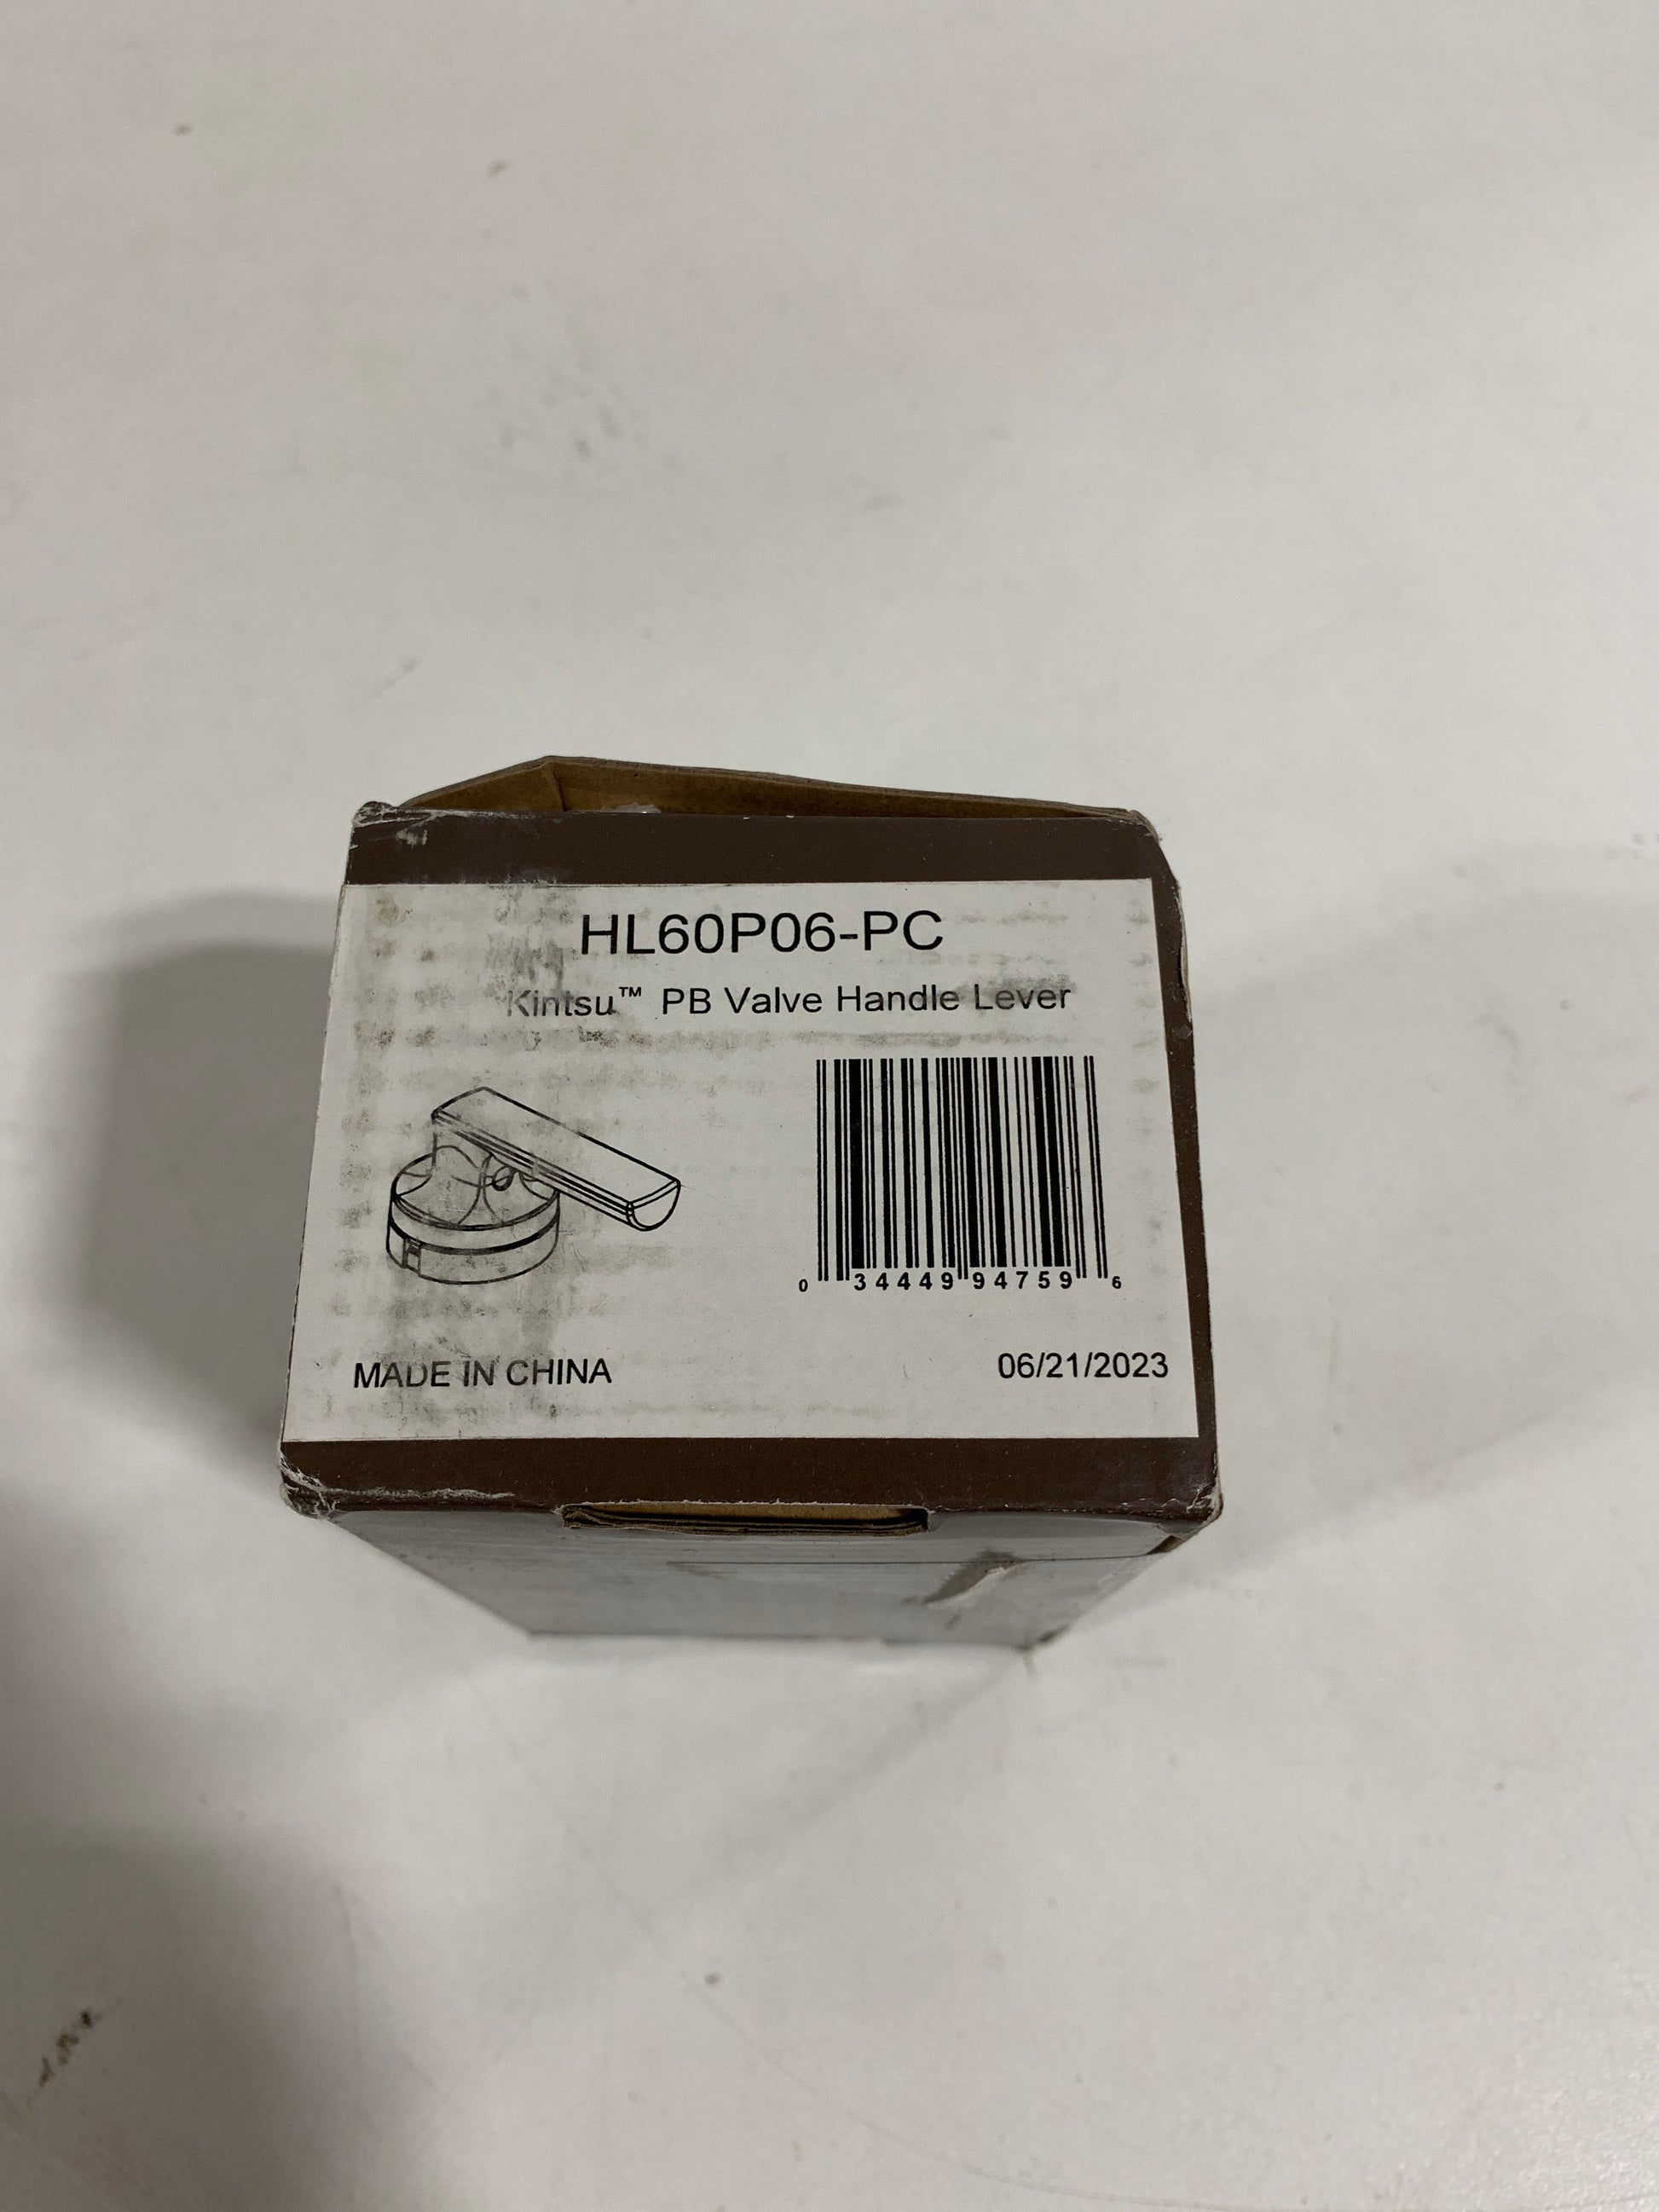 HL60P06-PC
Kintsu™ PB Valve Handle Lever
0 34449 94759 6
MADE IN CHINA
06/21/2023